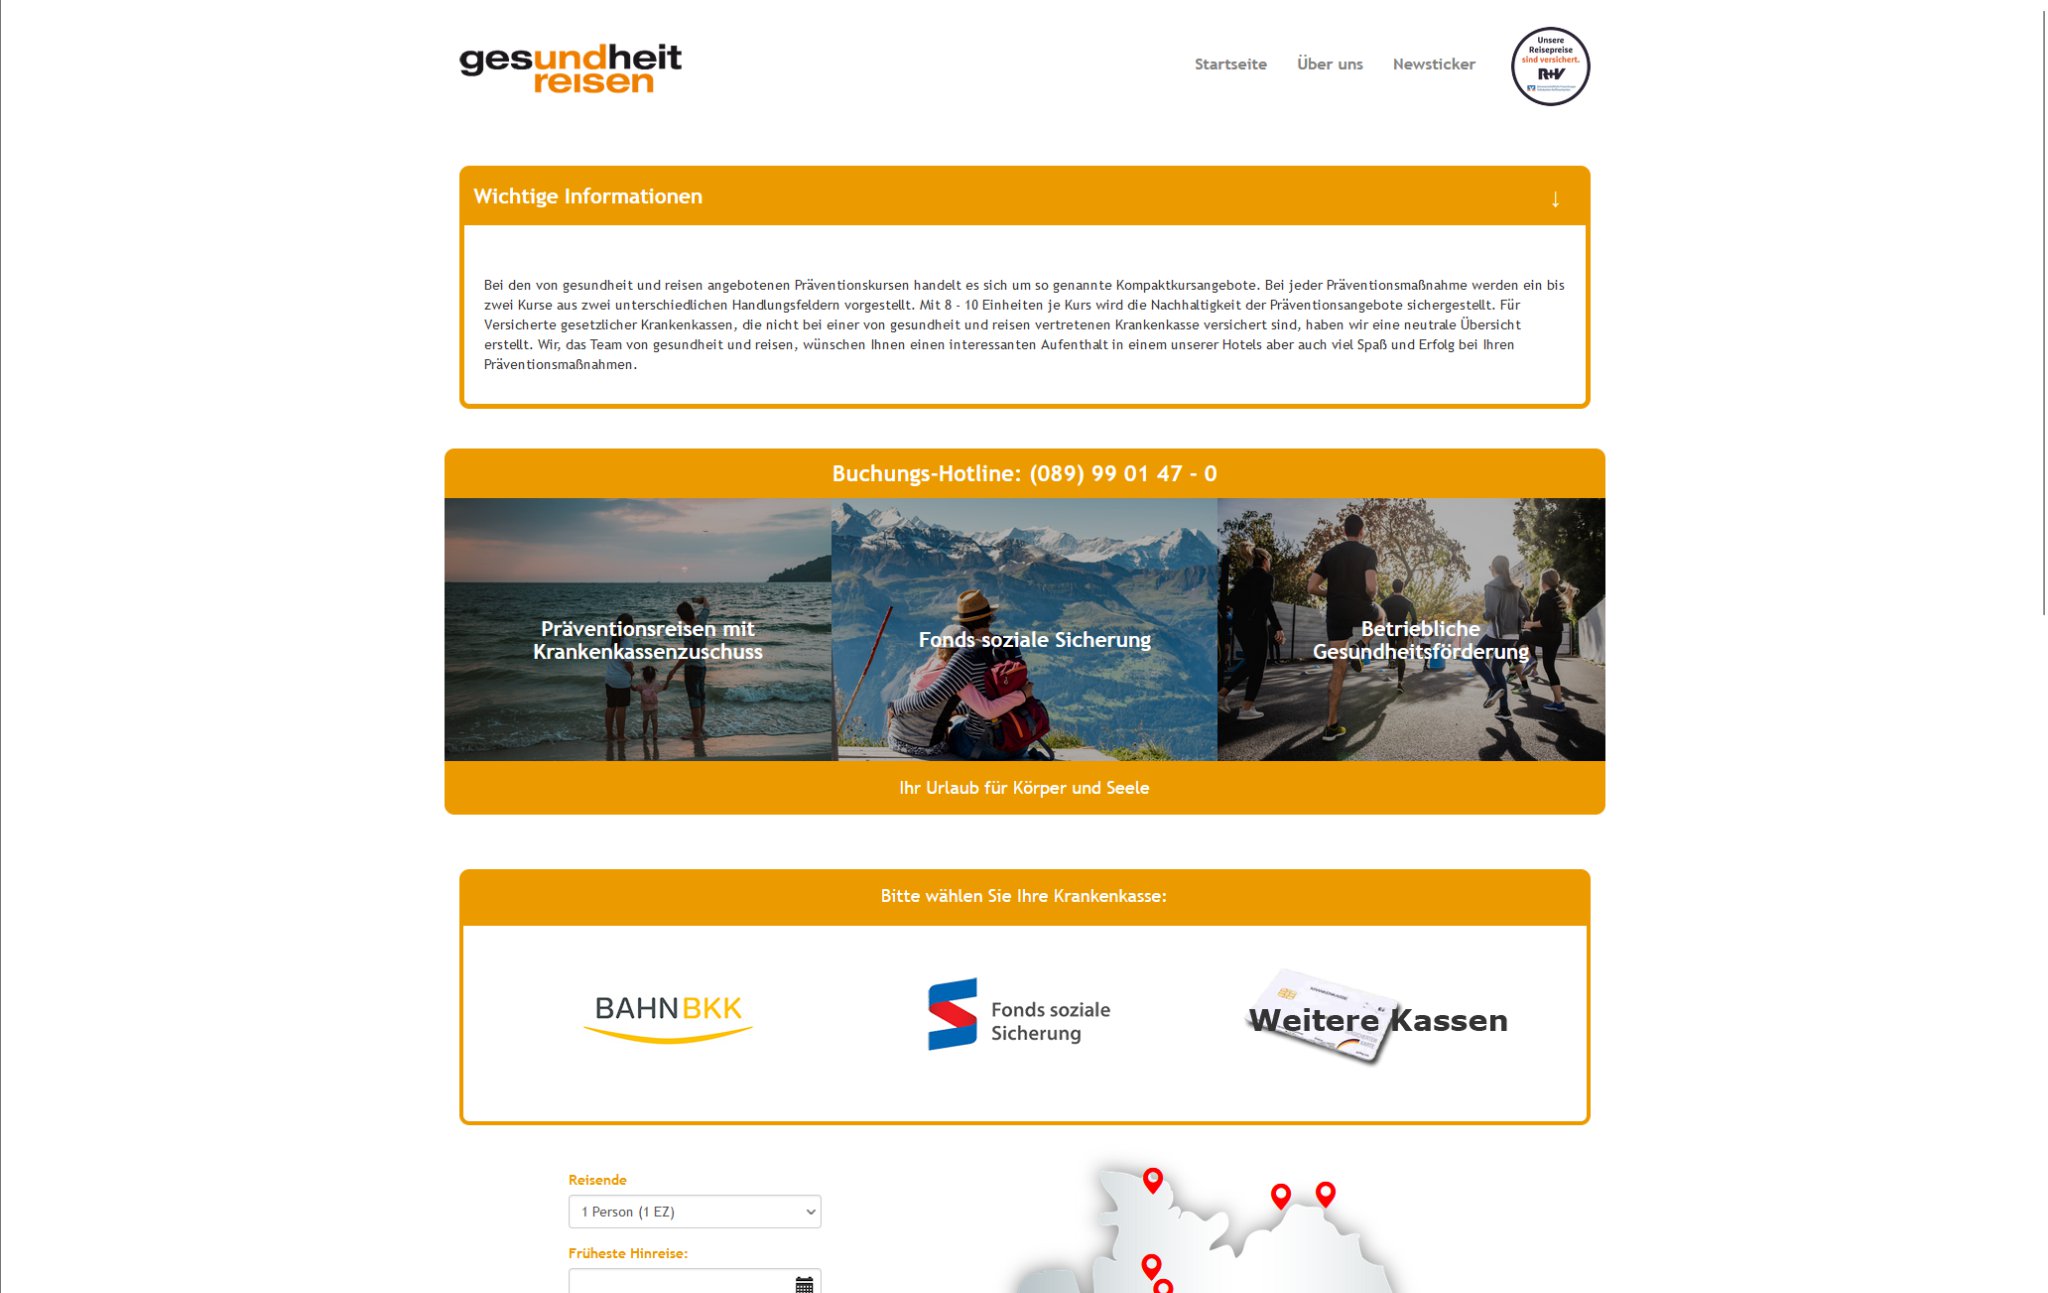 gesundheit
reisen
Startseite
Über uns
Newsticker
Unsere
Reisepreise
sind versichert.
R+V
Wichtige Informationen
↓
Bei den von gesundheit und reisen angebotenen Präventionskursen handelt es sich um so genannte Kompaktkursangebote. Bei jeder Präventionsmaßnahme werden ein bis
zwei Kurse aus zwei unterschiedlichen Handlungsfeldern vorgestellt. Mit 8 - 10 Einheiten je Kurs wird die Nachhaltigkeit der Präventionsangebote sichergestellt. Für
Versicherte gesetzlicher Krankenkassen, die nicht bei einer von gesundheit und reisen vertretenen Krankenkasse versichert sind, haben wir eine neutrale Übersicht
erstellt. Wir, das Team von gesundheit und reisen, wünschen Ihnen einen interessanten Aufenthalt in einem unserer Hotels aber auch viel Spaß und Erfolg bei Ihren
Präventionsmaßnahmen.
Buchungs-Hotline: (089) 99 01 47 - 0
Präventionsreisen mit
Krankenkassenzuschuss
Fonds soziale Sicherung
Betriebliche
Gesundheitsförderung
Ihr Urlaub für Körper und Seele
Bitte wählen Sie Ihre Krankenkasse:
BAHNBKK
Fonds soziale
Sicherung
Weitere Kassen
Reisende
1 Person (1 EZ)
Früheste Hinreise: